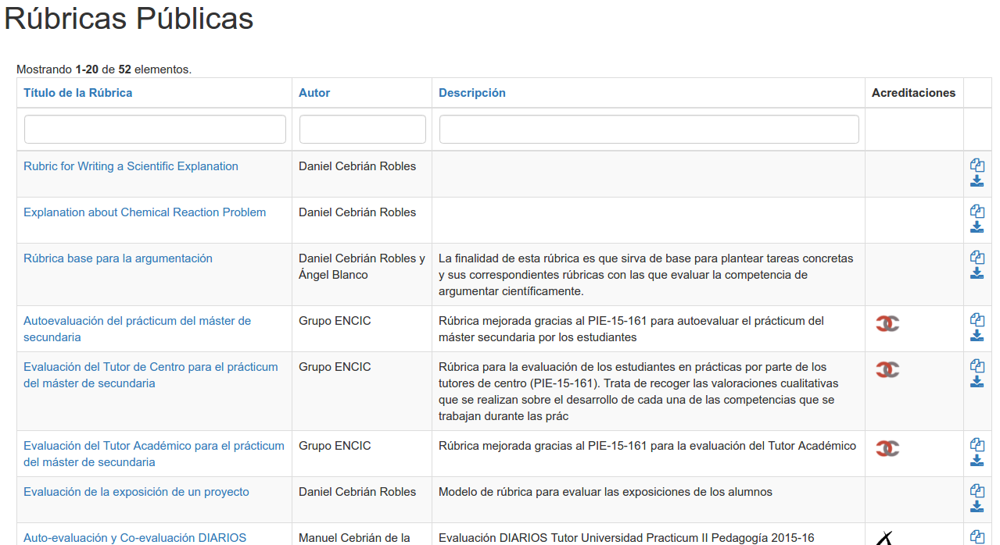 Rúbricas Públicas
Mostrando 1-20 de 52 elementos.
Título de la Rúbrica Autor Descripción Acreditaciones
Rubric for Writing a Scientific Explanation Daniel Cebrián Robles
Explanation about Chemical Reaction Problem Daniel Cebrián Robles
Rúbrica base para la argumentación Daniel Cebrián Robles y La finalidad de esta rúbrica es que sirva de base para plantear tareas concretas
Ángel Blanco y sus correspondientes rúbricas con las que evaluar la competencia de
argumentar científicamente.
Autoevaluación del prácticum del máster de Grupo ENCIC Rúbrica mejorada gracias al PIE-15-161 para autoevaluar el prácticum del
secundaria máster secundaria por los estudiantes
Evaluación del Tutor de Centro para el prácticum Grupo ENCIC Rúbrica para la evaluación de los estudiantes en prácticas por parte de los
del máster de secundaria tutores de centro (PIE-15-161). Trata de recoger las valoraciones cualitativas
que se realizan sobre el desarrollo de cada una de las competencias que se
trabajan durante las prác
Evaluación del Tutor Académico para el prácticum Grupo ENCIC Rúbrica mejorada gracias al PIE-15-161 para la evaluación del Tutor Académico
del máster de secundaria
Evaluación de la exposición de un proyecto Daniel Cebrián Robles Modelo de rúbrica para evaluar las exposiciones de los alumnos
Auto-evaluación y Co-evaluación DIARIOS Manuel Cebrián de la Evaluación DIARIOS Tutor Universidad Practicum II Pedagogía 2015-16